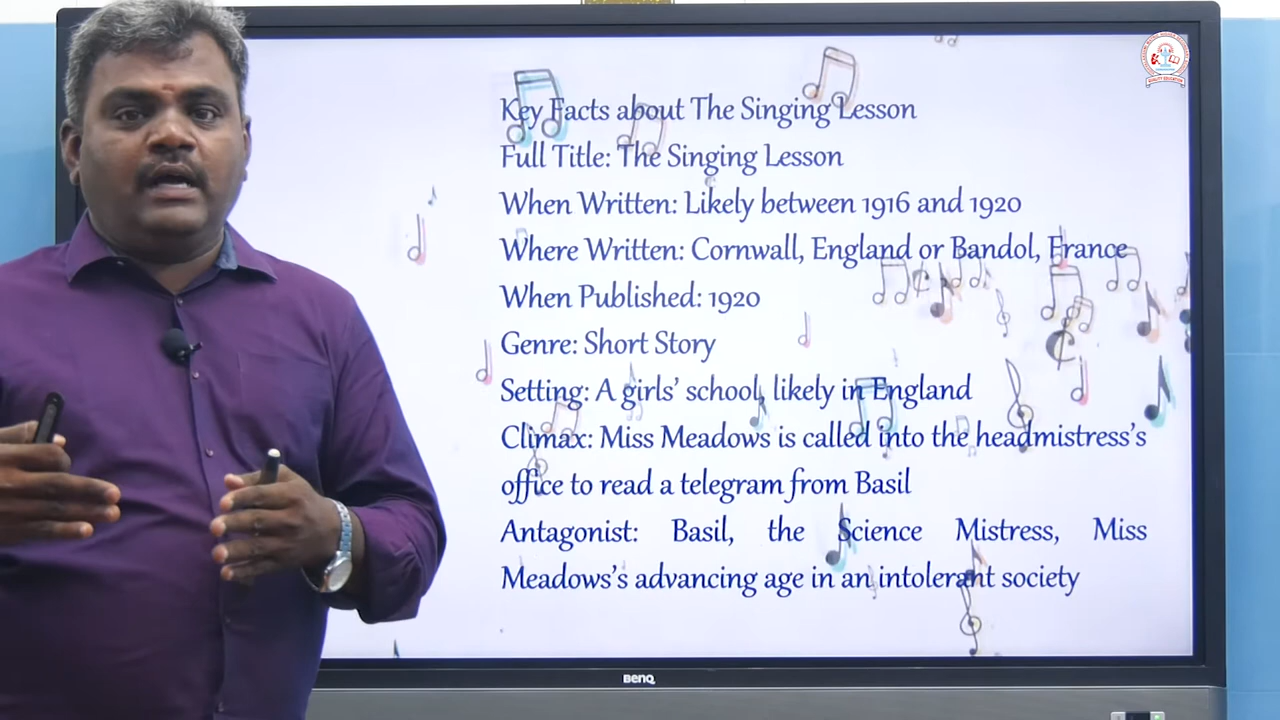 Key Facts about The Singing Lesson
Full Title: The Singing Lesson
When Written: Likely between 1916 and 1920
Where Written: Cornwall, England or Bandol, France
When Published: 1920
Genre: Short Story
Setting: A girls' school, likely in England
Climax: Miss Meadows is called into the headmistress's
office to read a telegram from Basil
Antagonist: Basil, the Science Mistress, Miss
Meadows's advancing age in an intolerant society
BenQ